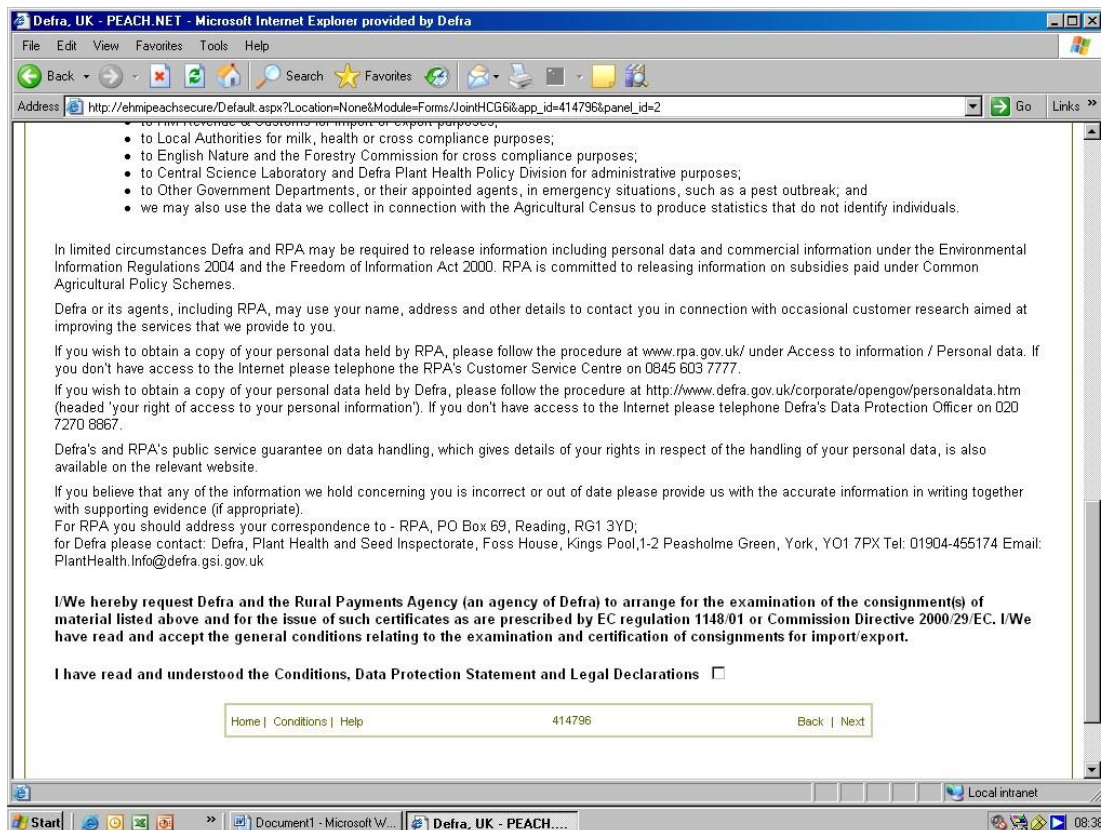 Defra, UK - PEACH.NET - Microsoft Internet Explorer provided by Defra
File Edit View Favorites Tools Help
Back Search Favorites
Address http://ehmipeachsecure/Default.aspx?Location=None&Module=Forms/JointHCG6i&app_id=414796&panel_id=2 Go Links »
• to HM Revenue & Customs for import or export purposes;
• to Local Authorities for milk, health or cross compliance purposes;
• to English Nature and the Forestry Commission for cross compliance purposes;
• to Central Science Laboratory and Defra Plant Health Policy Division for administrative purposes;
• to Other Government Departments, or their appointed agents, in emergency situations, such as a pest outbreak; and
• we may also use the data we collect in connection with the Agricultural Census to produce statistics that do not identify individuals.
In limited circumstances Defra and RPA may be required to release information including personal data and commercial information under the Environmental
Information Regulations 2004 and the Freedom of Information Act 2000. RPA is committed to releasing information on subsidies paid under Common
Agricultural Policy Schemes.
Defra or its agents, including RPA, may use your name, address and other details to contact you in connection with occasional customer research aimed at
improving the services that we provide to you.
If you wish to obtain a copy of your personal data held by RPA, please follow the procedure at www.rpa.gov.uk/ under Access to information / Personal data. If
you don't have access to the Internet please telephone the RPA's Customer Service Centre on 0845 603 7777.
If you wish to obtain a copy of your personal data held by Defra, please follow the procedure at http://www.defra.gov.uk/corporate/opengov/personaldata.htm
(headed 'your right of access to your personal information'). If you don't have access to the Internet please telephone Defra's Data Protection Officer on 020
7270 8867.
Defra's and RPA's public service guarantee on data handling, which gives details of your rights in respect of the handling of your personal data, is also
available on the relevant website.
If you believe that any of the information we hold concerning you is incorrect or out of date please provide us with the accurate information in writing together
with supporting evidence (if appropriate).
For RPA you should address your correspondence to - RPA, PO Box 69, Reading, RG1 3YD;
for Defra please contact: Defra, Plant Health and Seed Inspectorate, Foss House, Kings Pool,1-2 Peasholme Green, York, YO1 7PX Tel: 01904-455174 Email:
PlantHealth.Info@defra.gsi.gov.uk
I/We hereby request Defra and the Rural Payments Agency (an agency of Defra) to arrange for the examination of the consignment(s) of
material listed above and for the issue of such certificates as are prescribed by EC regulation 1148/01 or Commission Directive 2000/29/EC. I/We
have read and accept the general conditions relating to the examination and certification of consignments for import/export.
I have read and understood the Conditions, Data Protection Statement and Legal Declarations
Home | Conditions | Help 414796 Back | Next
Local intranet
Start » Document1 - Microsoft W... Defra, UK - PEACH.... 08:38